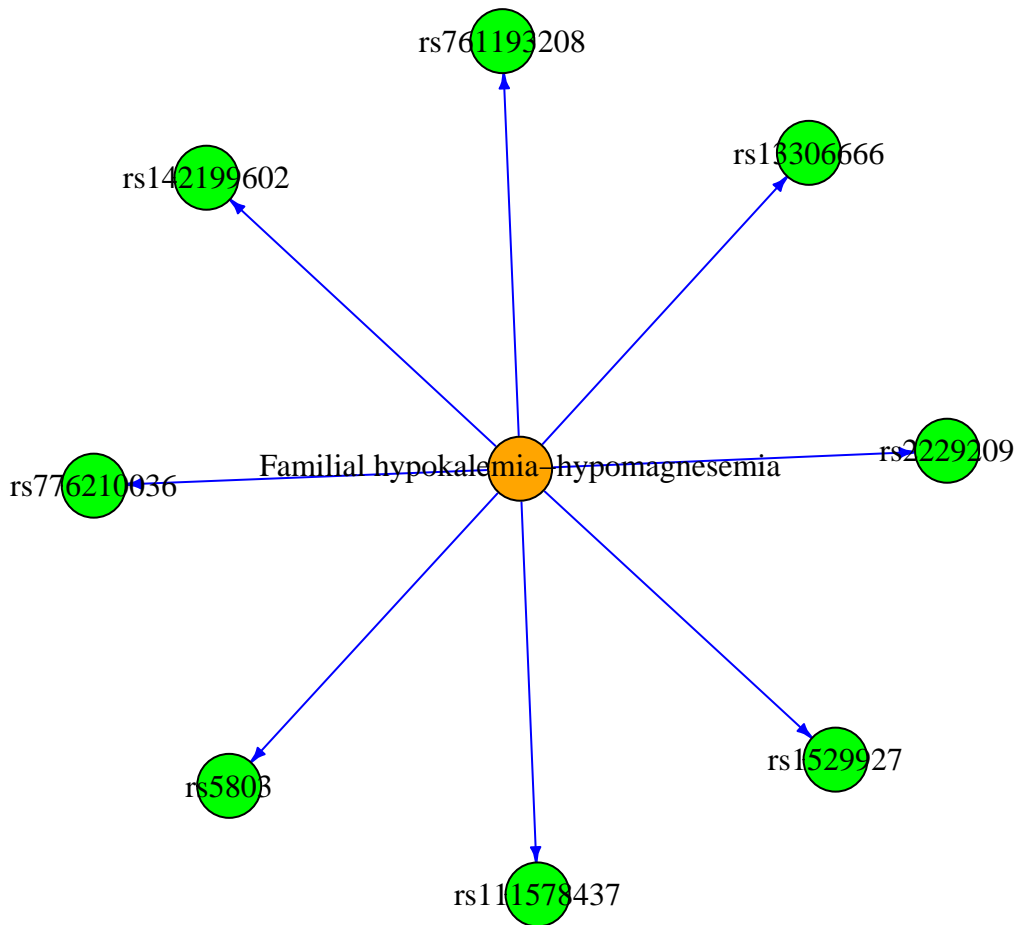 rs761193208
rs13306666
rs142199602
rs2229209
Familial hypokalemia–hypomagnesemia
rs776210036
rs1529927
rs5803
rs111578437